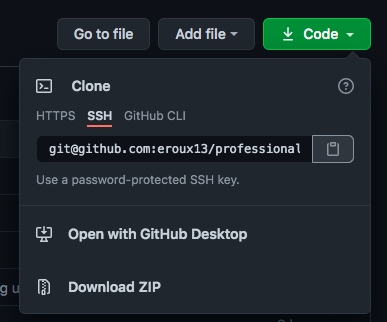 Go to file Add file Code
Clone
HTTPS SSH GitHub CLI
git@github.com:eroux13/professional
Use a password-protected SSH key.
Open with GitHub Desktop
Download ZIP
g u